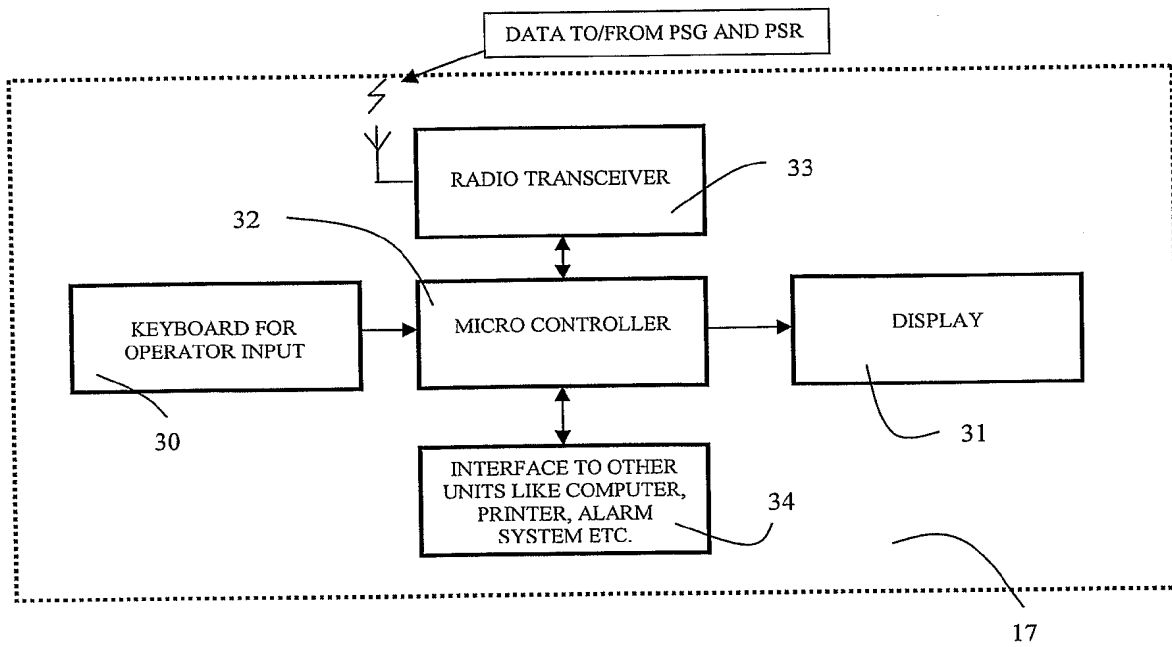 DATA TO/FROM PSG AND PSR
RADIO TRANSCEIVER
33
32
KEYBOARD FOR
OPERATOR INPUT
MICRO CONTROLLER
DISPLAY
30
31
INTERFACE TO OTHER
UNITS LIKE COMPUTER,
PRINTER, ALARM
SYSTEM ETC.
34
17